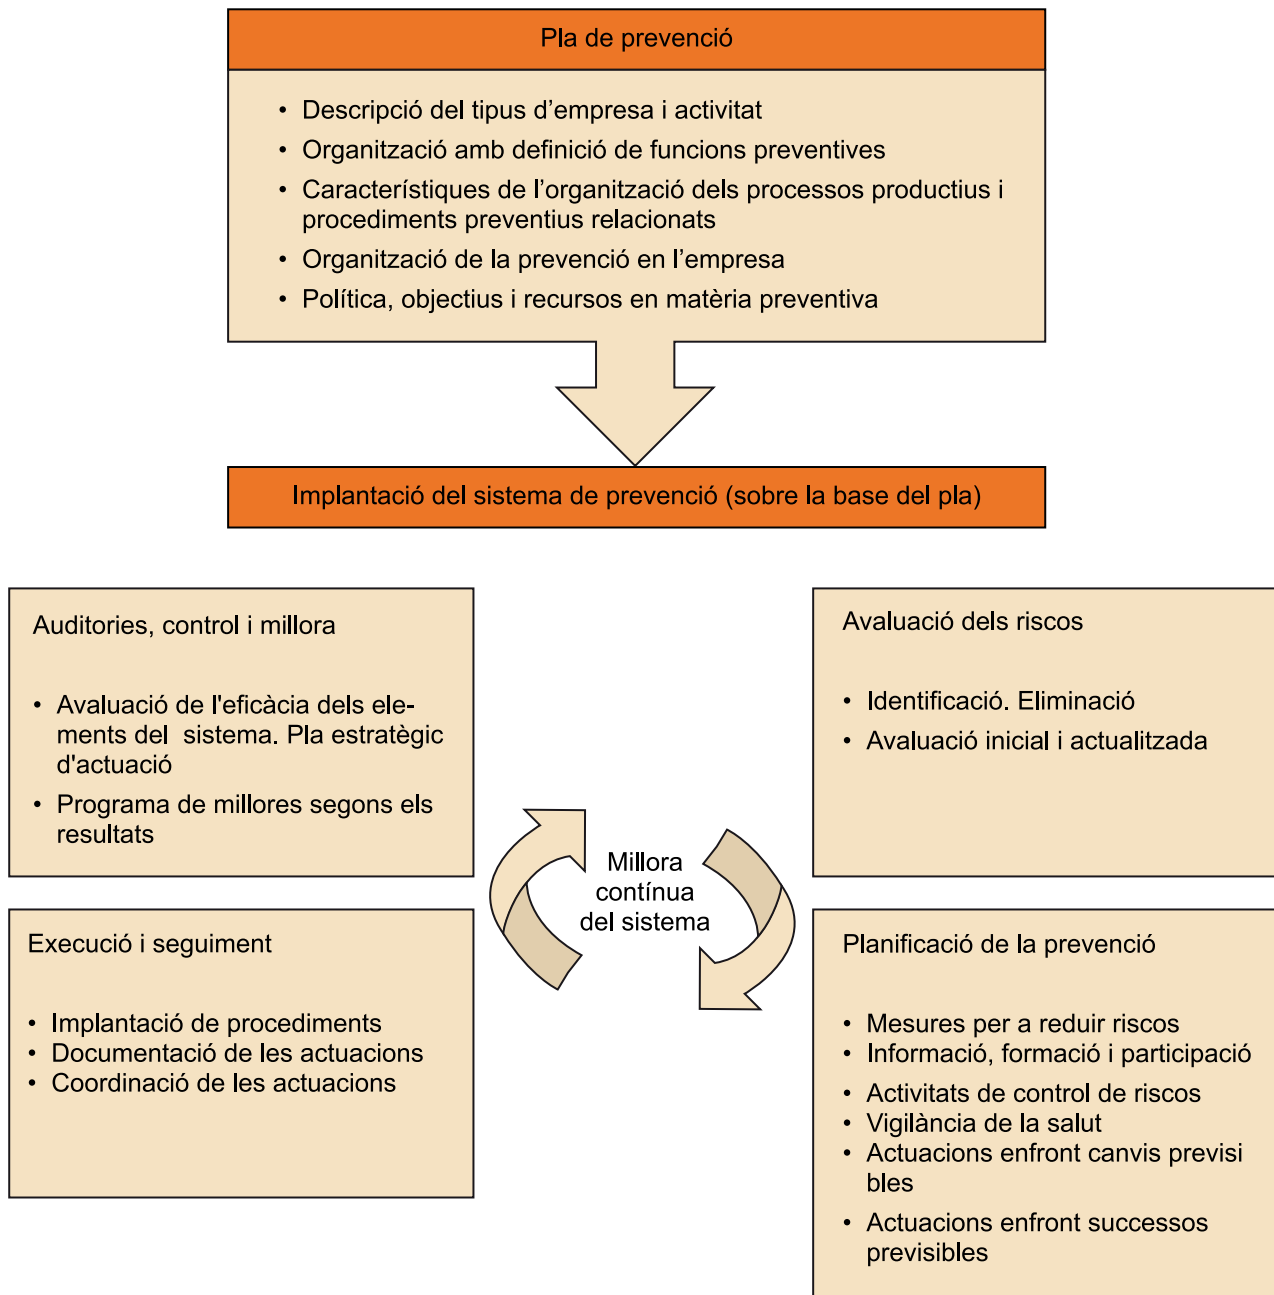 Pla de prevenció
• Descripció del tipus d’empresa i activitat
• Organització amb definició de funcions preventives
• Característiques de l’organització dels processos productius i
procediments preventius relacionats
• Organització de la prevenció en l’empresa
• Política, objectius i recursos en matèria preventiva
Implantació del sistema de prevenció (sobre la base del pla)
Auditories, control i millora
• Avaluació de l'eficàcia dels ele-
ments del sistema. Pla estratègic
d'actuació
• Programa de millores segons els
resultats
Avaluació dels riscos
• Identificació. Eliminació
• Avaluació inicial i actualitzada
Millora
contínua
del sistema
Execució i seguiment
• Implantació de procediments
• Documentació de les actuacions
• Coordinació de les actuacions
Planificació de la prevenció
• Mesures per a reduir riscos
• Informació, formació i participació
• Activitats de control de riscos
• Vigilància de la salut
• Actuacions enfront canvis previsi
bles
• Actuacions enfront successos
previsibles